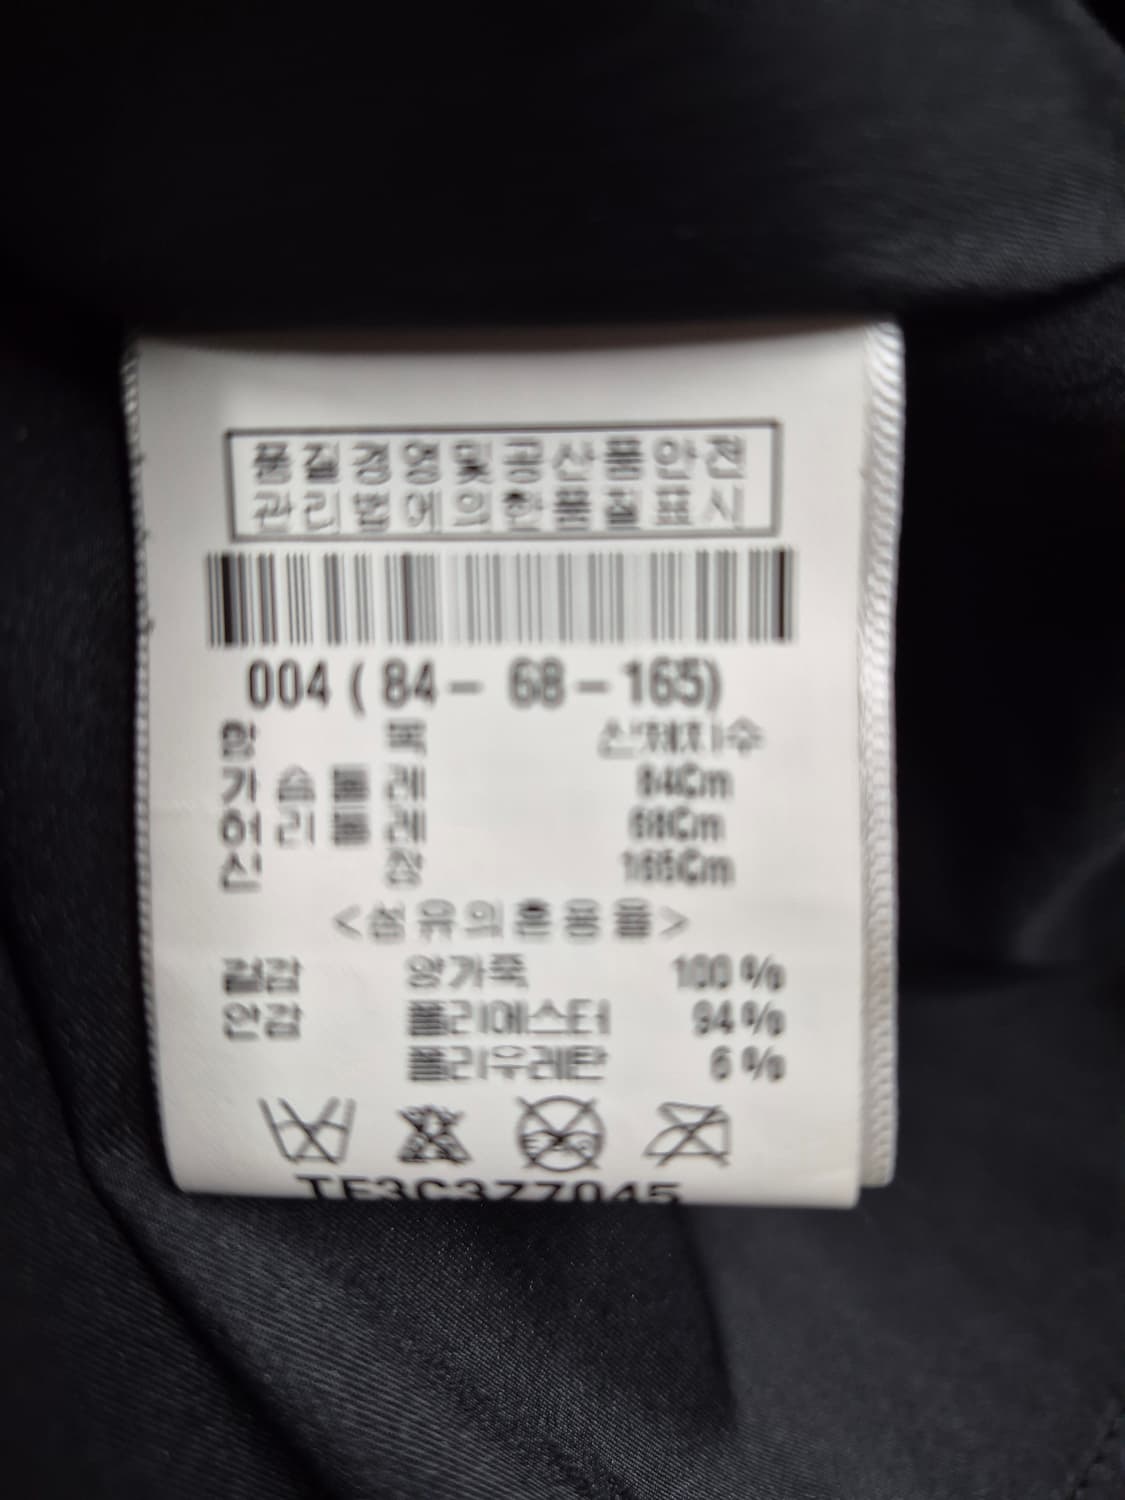 품질경영및공산품안전
관리법에의한품질표시
004 ( 84 - 68 - 165)
항 목 신체치수
가슴둘레 84Cm
허리둘레 68Cm
신 장 165Cm
<섬유의혼용율>
겉감 양가죽 100 %
안감 폴리에스터 94 %
폴리우레탄 6 %
TE3C3ZZ045